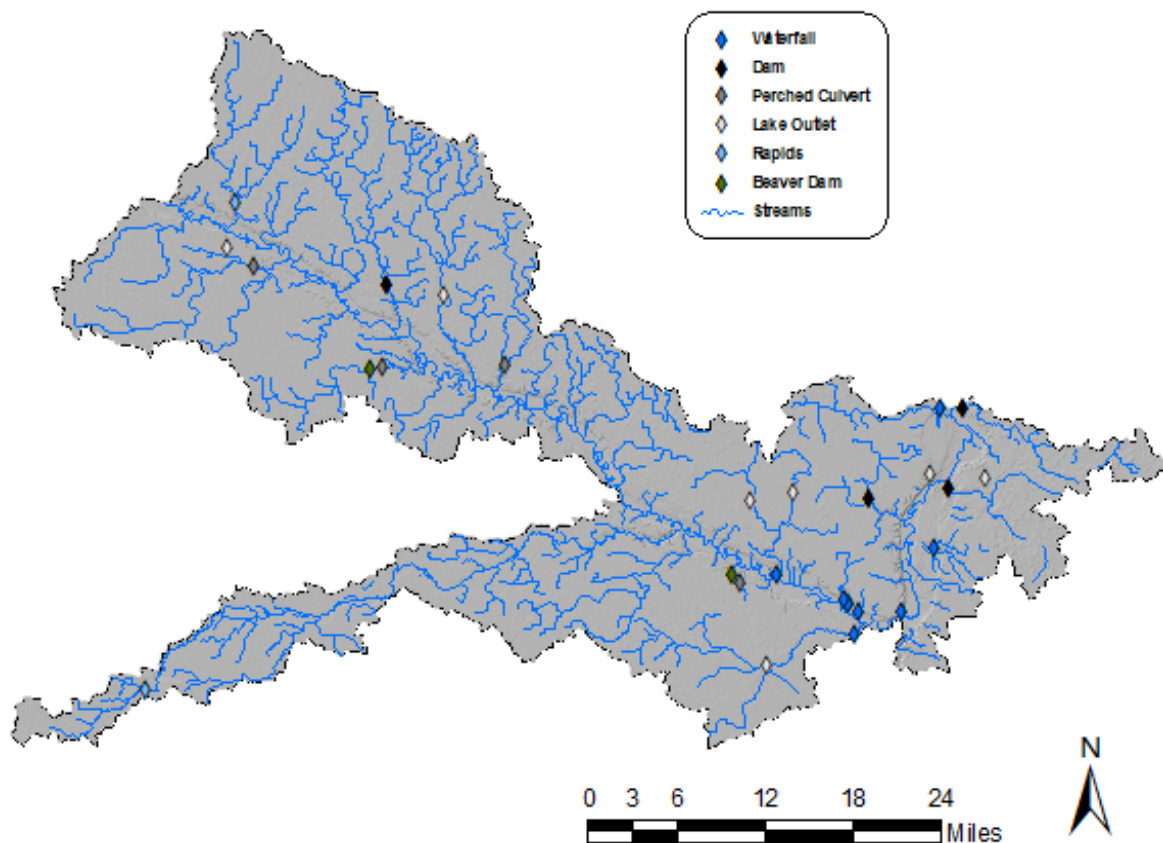 Waterfall
Dam
Perched Culvert
Lake Outlet
Rapids
Beaver Dam
Streams
N
0 3 6 12 18 24
Miles